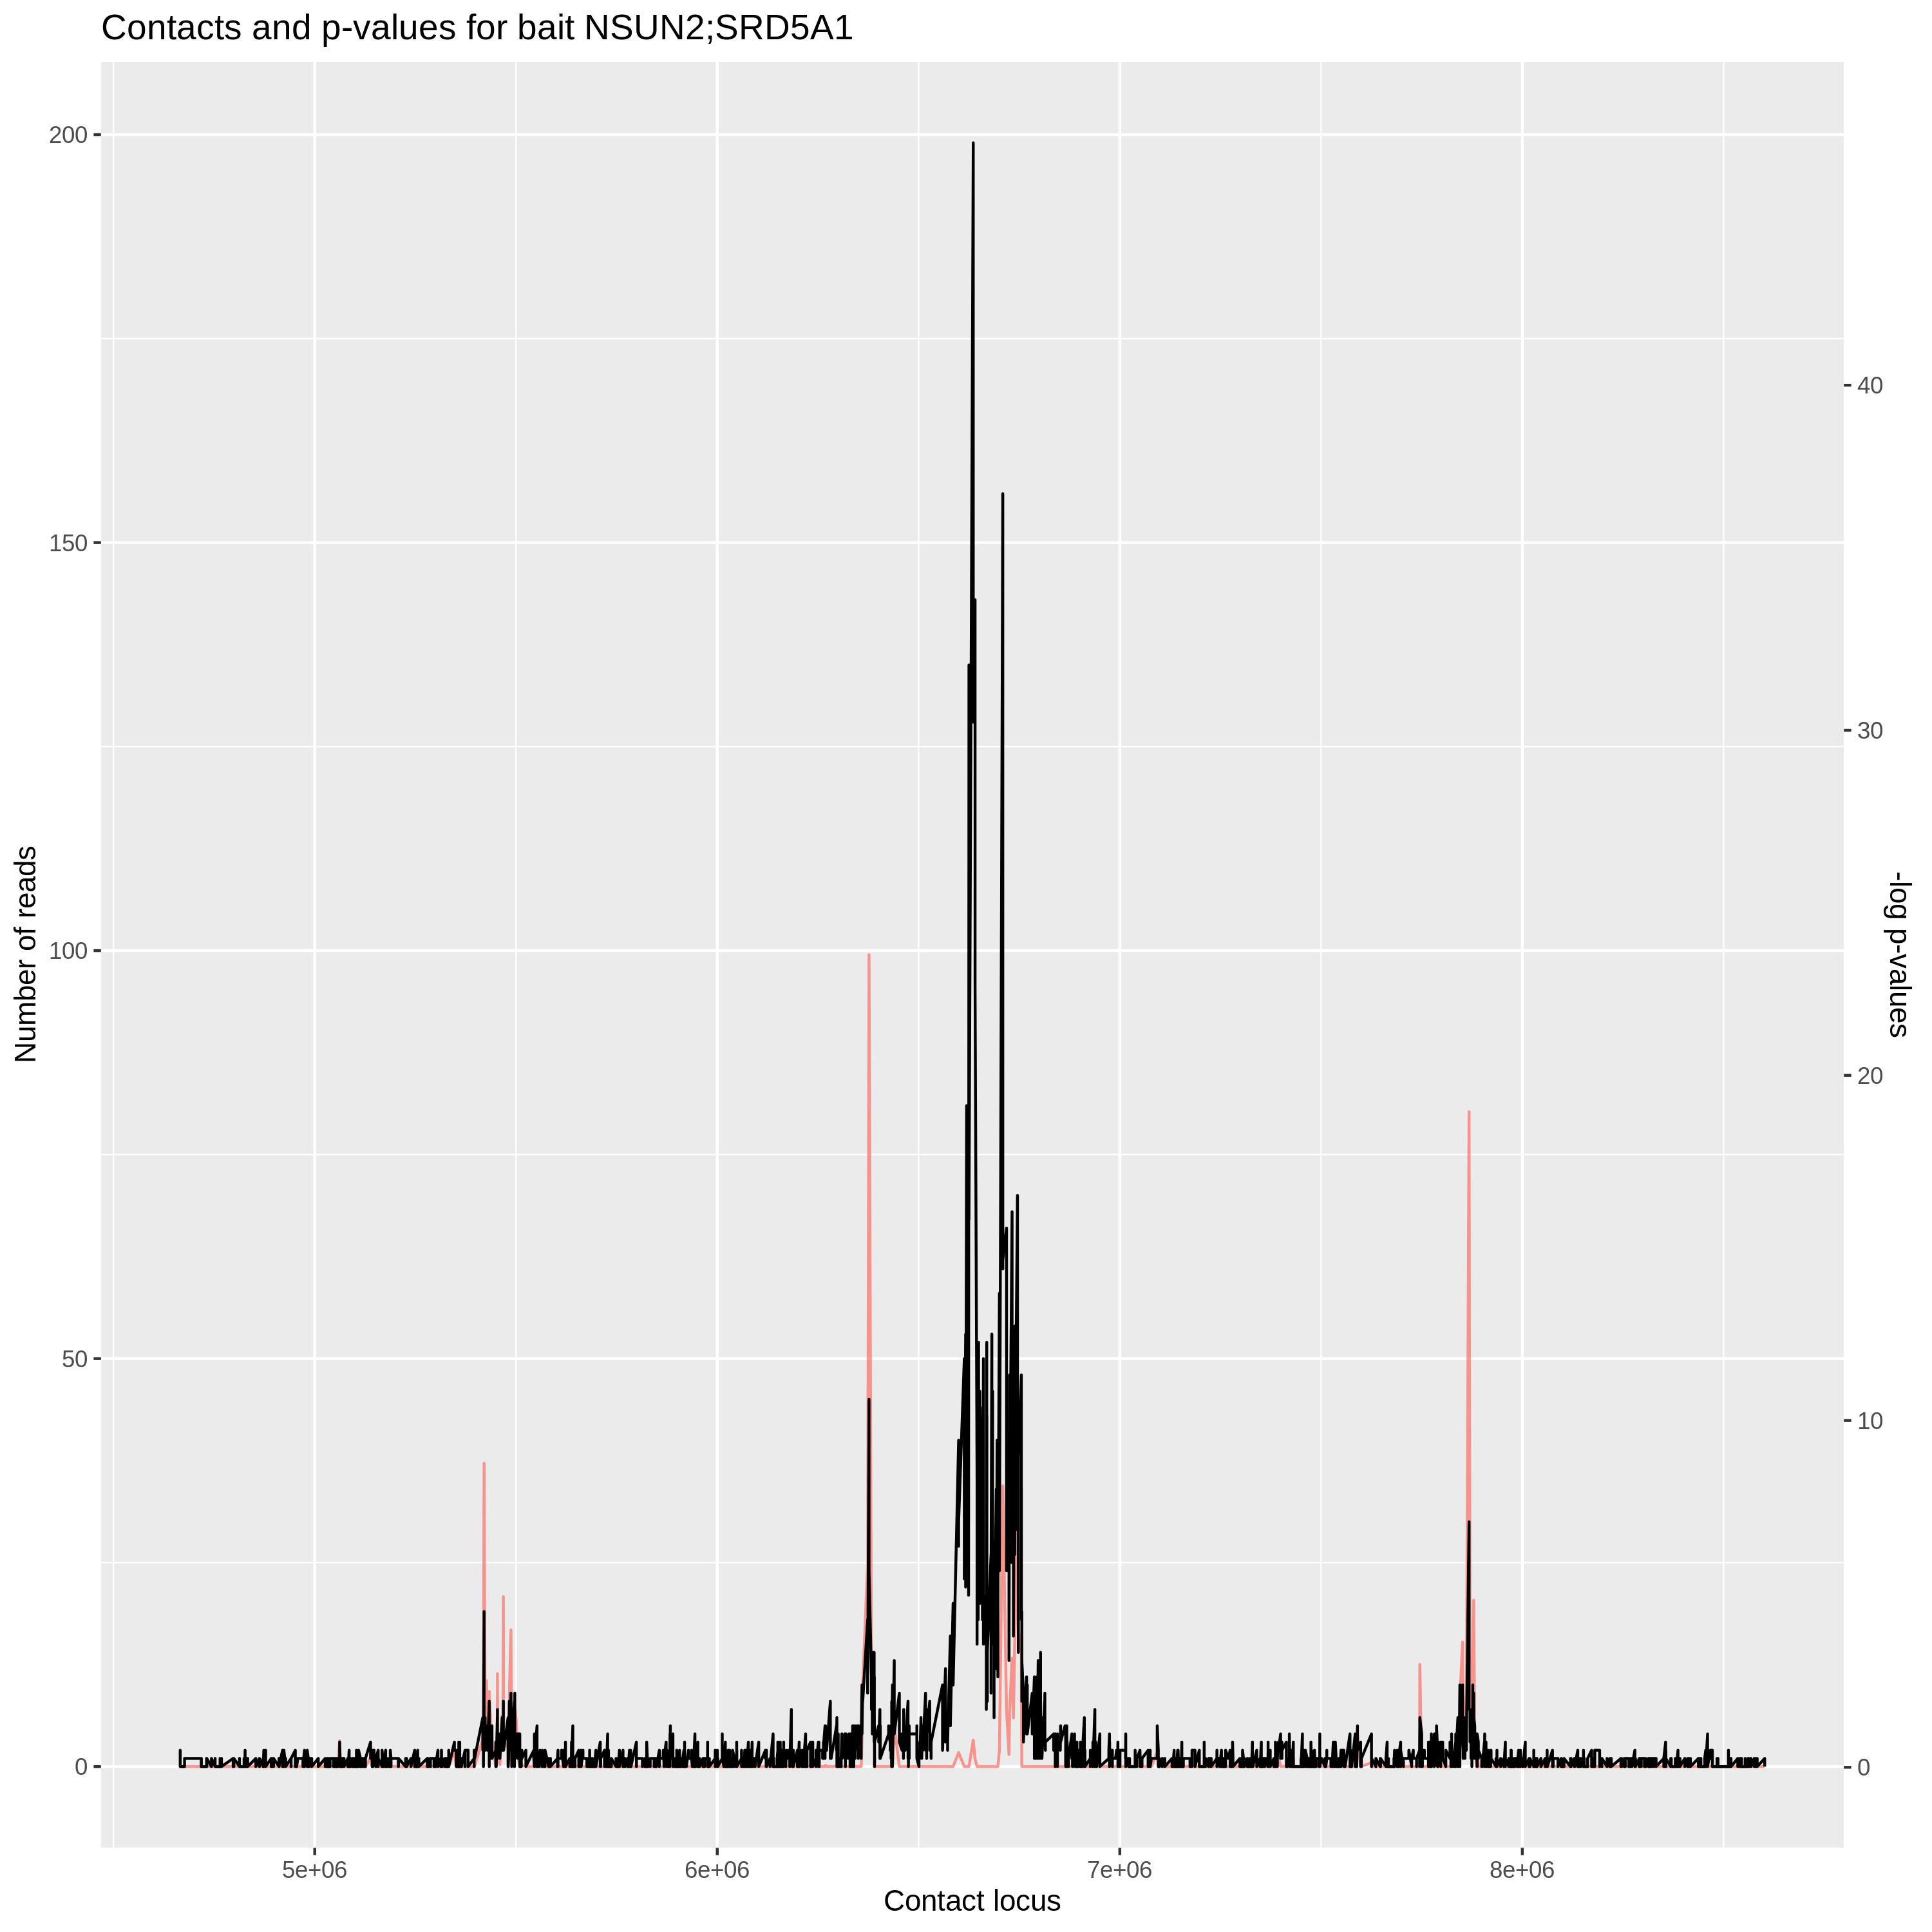 Contacts and p-values for bait NSUN2;SRD5A1
200
150
100
50
0
Number of reads
40
30
20
10
0
-log p-values
5e+06
6e+06
7e+06
8e+06
Contact locus